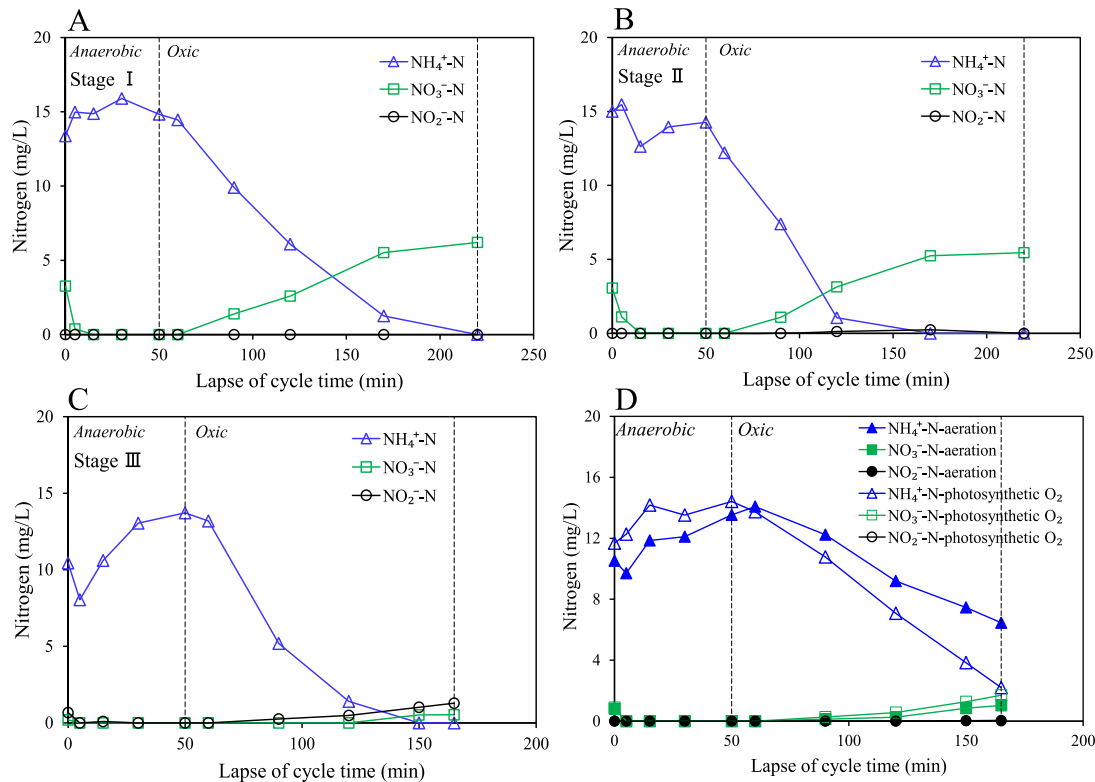 A
Nitrogen (mg/L)
20
15
10
5
0
Anaerobic Oxic
Stage Ⅰ
NH₄⁺-N
NO₃⁻-N
NO₂⁻-N
0 50 100 150 200 250
Lapse of cycle time (min)
B
Nitrogen (mg/L)
20
15
10
5
0
Anaerobic Oxic
Stage Ⅱ
NH₄⁺-N
NO₃⁻-N
NO₂⁻-N
0 50 100 150 200 250
Lapse of cycle time (min)
C
Nitrogen (mg/L)
20
15
10
5
0
Anaerobic Oxic
Stage Ⅲ
NH₄⁺-N
NO₃⁻-N
NO₂⁻-N
0 50 100 150 200
Lapse of cycle time (min)
D
Nitrogen (mg/L)
20
16
12
8
4
0
Anaerobic Oxic
NH₄⁺-N-aeration
NO₃⁻-N-aeration
NO₂⁻-N-aeration
NH₄⁺-N-photosynthetic O₂
NO₃⁻-N-photosynthetic O₂
NO₂⁻-N-photosynthetic O₂
0 50 100 150 200
Lapse of cycle time (min)